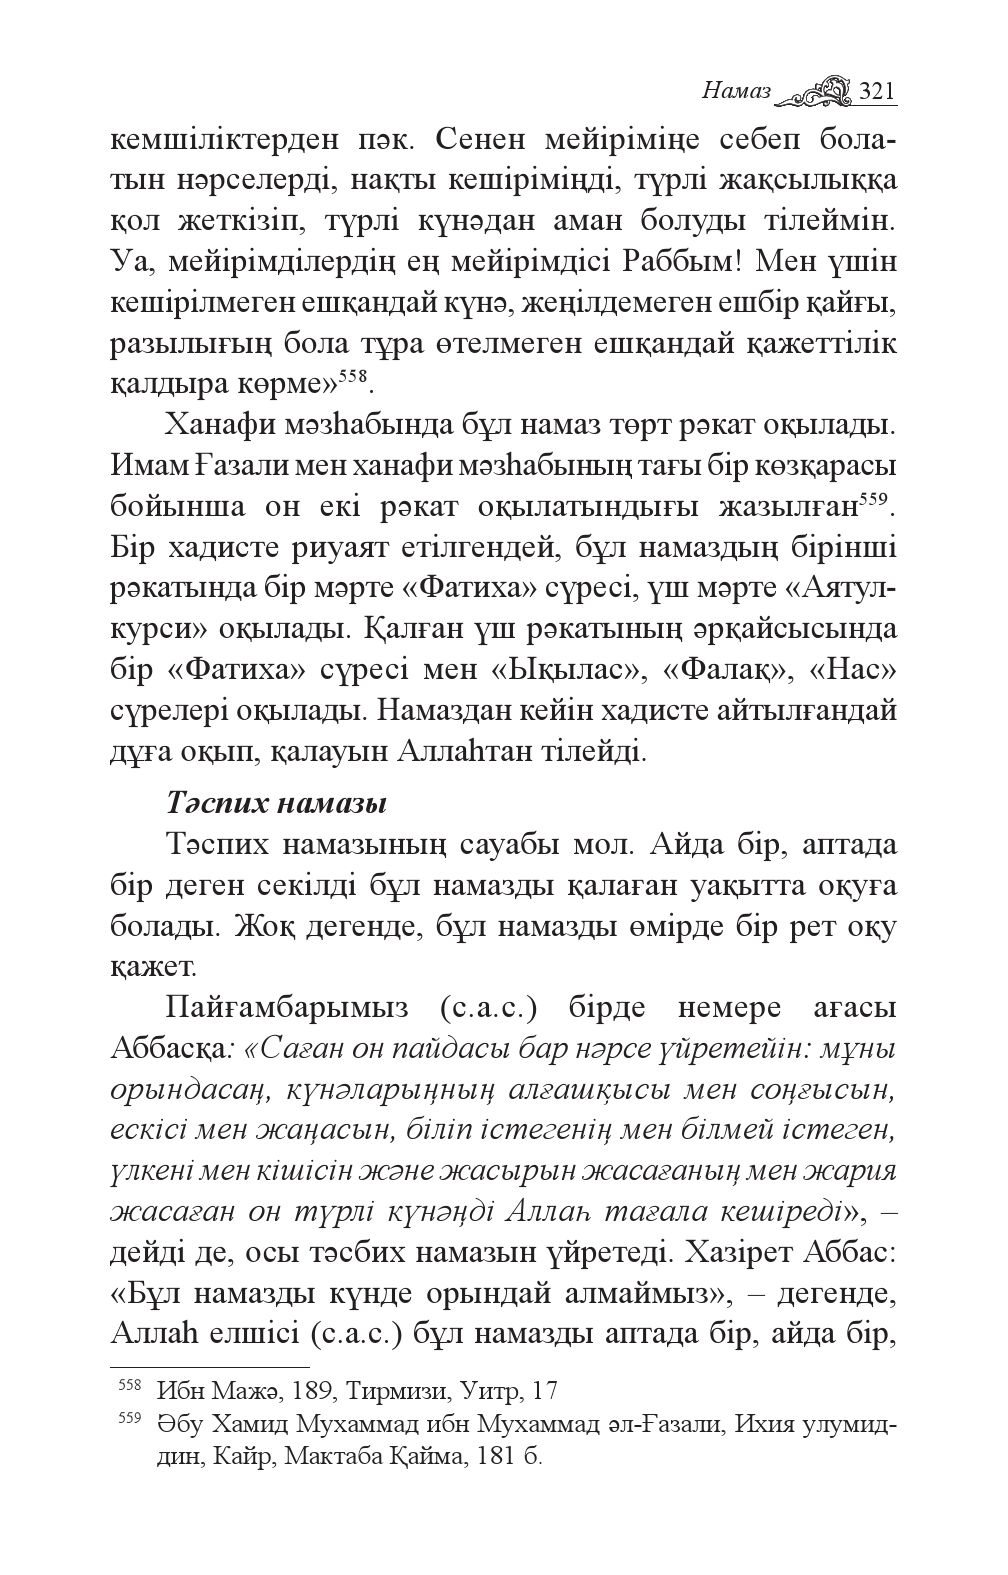 Намаз 321
кемшіліктерден пәк. Сенен мейіріміңе себеп бола-
тын нәрселерді, нақты кешіріміңді, түрлі жақсылыққа
қол жеткізіп, түрлі күнәдан аман болуды тілеймін.
Уа, мейірімділердің ең мейірімдісі Раббым! Мен үшін
кешірілмеген ешқандай күнә, жеңілдемеген ешбір қайғы,
разылығың бола тұра өтелмеген ешқандай қажеттілік
қалдыра көрме»558.
Ханафи мәзһабында бұл намаз төрт рәкат оқылады.
Имам Ғазали мен ханафи мәзһабының тағы бір көзқарасы
бойынша он екі рәкат оқылатындығы жазылған559.
Бір хадисте риуаят етілгендей, бұл намаздың бірінші
рәкатында бір мәрте «Фатиха» сүресі, үш мәрте «Аятул-
курси» оқылады. Қалған үш рәкатының әрқайсысында
бір «Фатиха» сүресі мен «Ықылас», «Фалақ», «Нас»
сүрелері оқылады. Намаздан кейін хадисте айтылғандай
дұға оқып, қалауын Аллаһтан тілейді.
Тәспих намазы
Тәспих намазының сауабы мол. Айда бір, аптада
бір деген секілді бұл намазды қалаған уақытта оқуға
болады. Жоқ дегенде, бұл намазды өмірде бір рет оқу
қажет.
Пайғамбарымыз (с.а.с.) бірде немере ағасы
Аббасқа: «Саған он пайдасы бар нәрсе үйретейін: мұны
орындасаң, күнәларыңның алғашқысы мен соңғысын,
ескісі мен жаңасын, біліп істегенің мен білмей істеген,
үлкені мен кішісін және жасырын жасағаның мен жария
жасаған он түрлі күнәңді Аллаһ тағала кешіреді», –
дейді де, осы тәсбих намазын үйретеді. Хазірет Аббас:
«Бұл намазды күнде орындай алмаймыз», – дегенде,
Аллаһ елшісі (с.а.с.) бұл намазды аптада бір, айда бір,
558 Ибн Мажә, 189, Тирмизи, Уитр, 17
559 Әбу Хамид Мухаммад ибн Мухаммад әл-Ғазали, Ихия улумид-
дин, Кайр, Мактаба Қайма, 181 б.